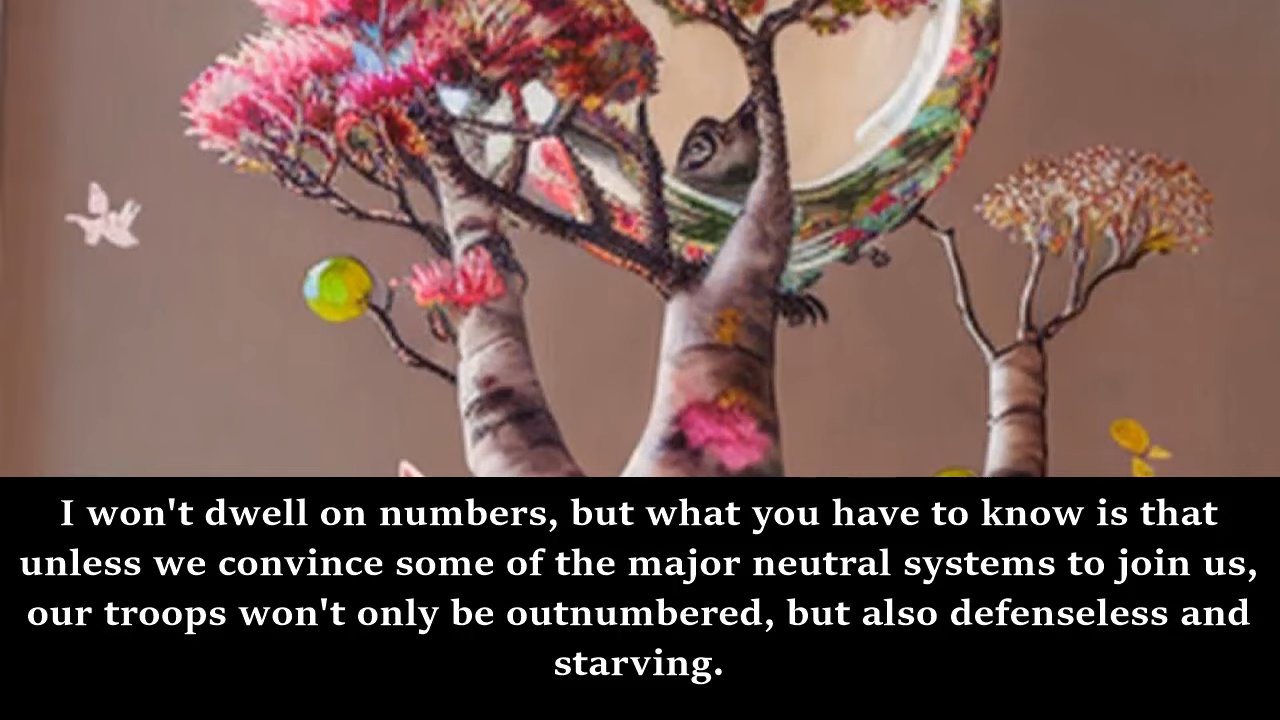 I won't dwell on numbers, but what you have to know is that
unless we convince some of the major neutral systems to join us,
our troops won't only be outnumbered, but also defenseless and
starving.